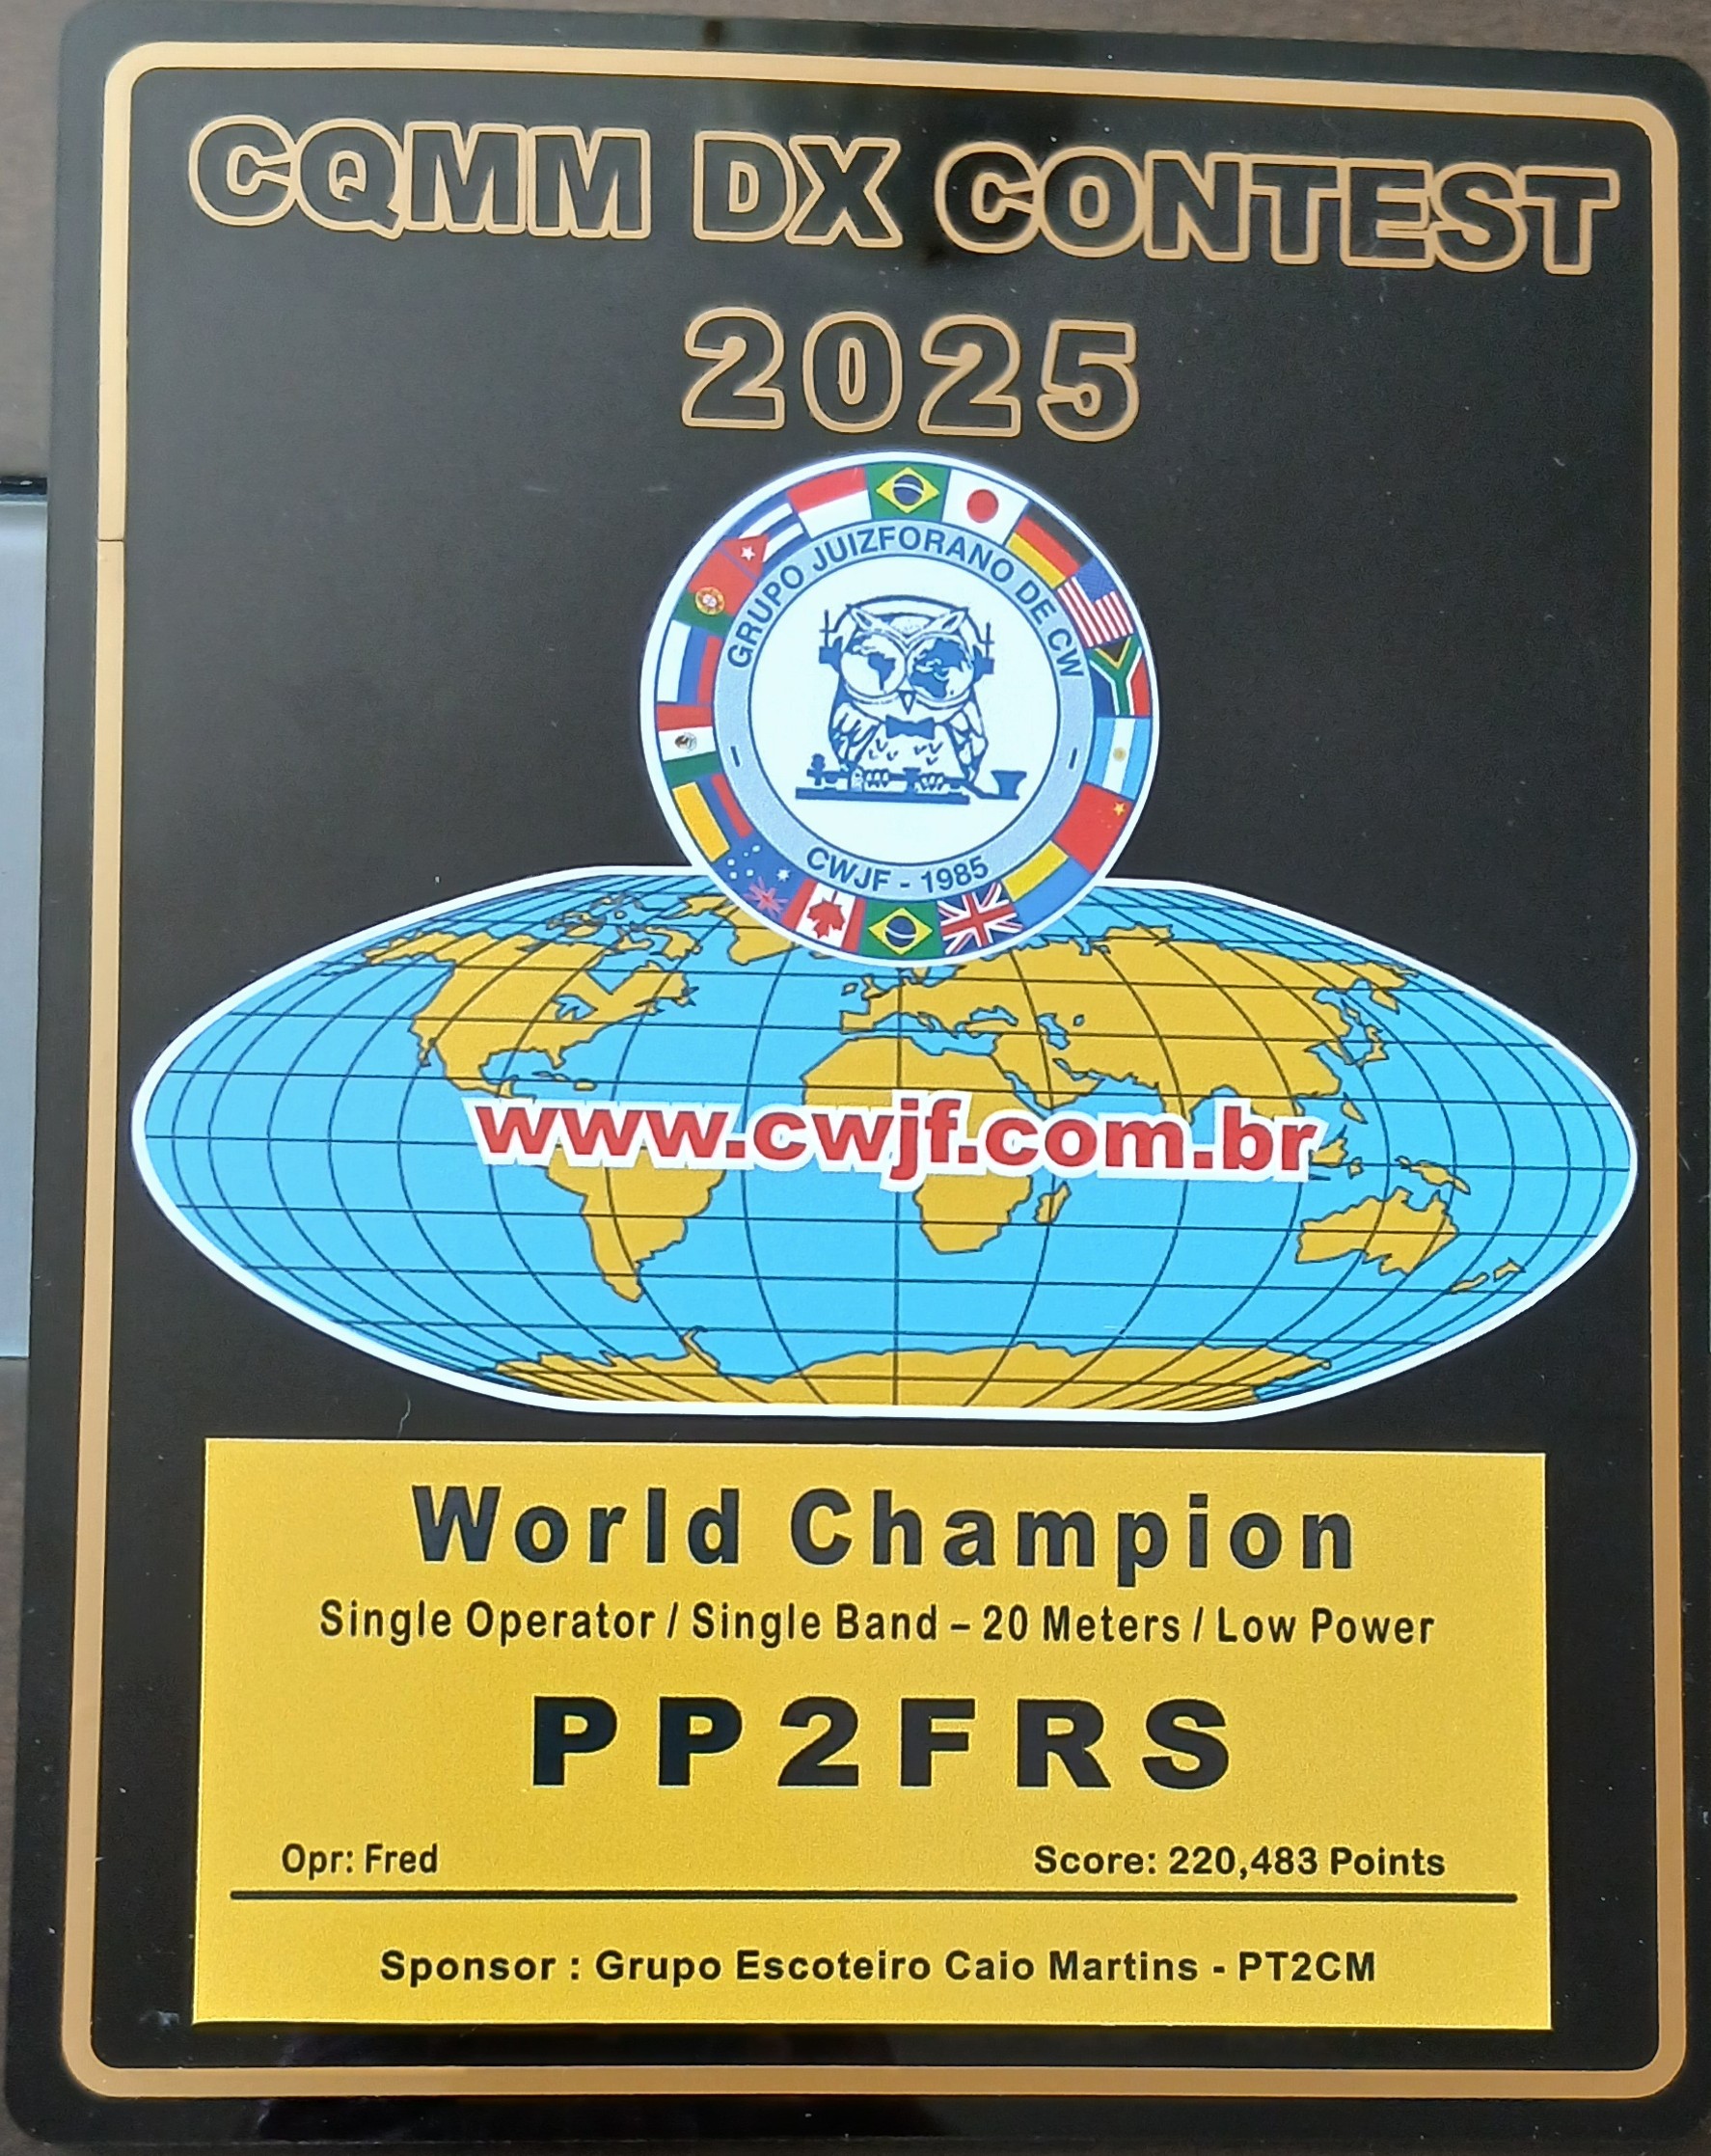 CQMM DX CONTEST
2025
GRUPO JUIZFORANO DE CW
CWJF - 1985
www.cwjf.com.br
World Champion
Single Operator / Single Band – 20 Meters / Low Power
PP2FRS
Opr: Fred Score: 220,483 Points
Sponsor : Grupo Escoteiro Caio Martins - PT2CM